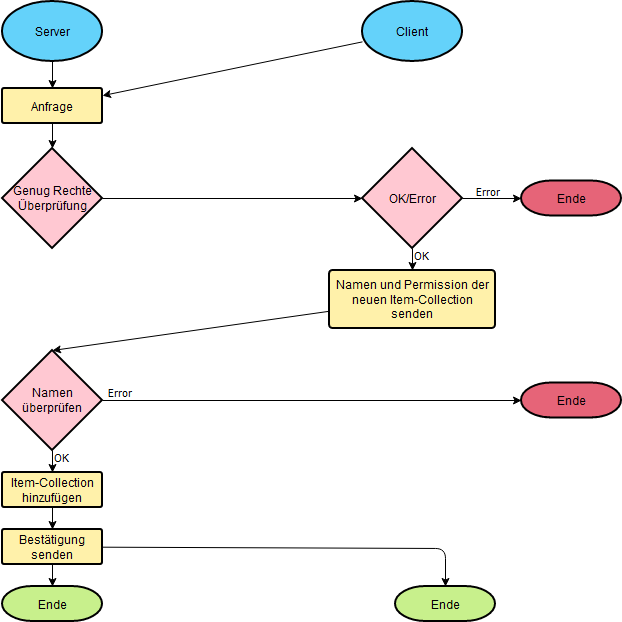 Server
Client
Anfrage
Genug Rechte
Überprüfung
OK/Error
Error
Ende
OK
Namen und Permission der
neuen Item-Collection
senden
Namen
überprüfen
Error
Ende
OK
Item-Collection
hinzufügen
Bestätigung
senden
Ende
Ende